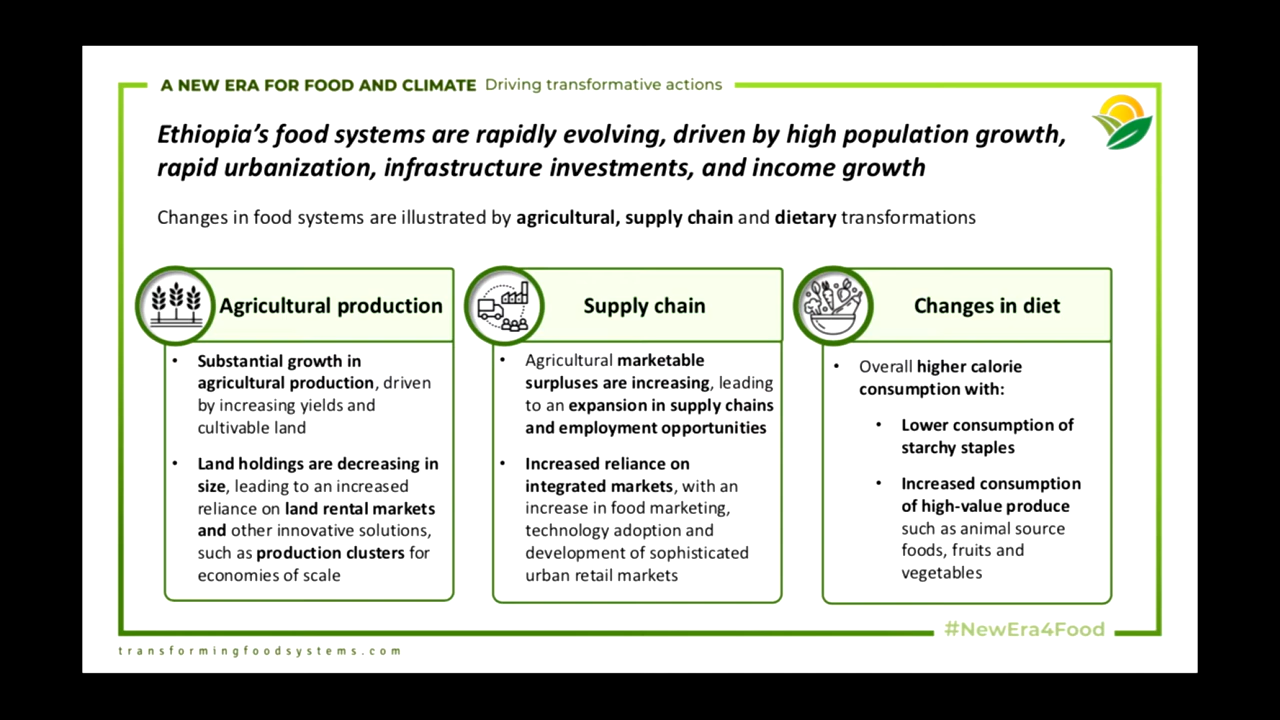 A NEW ERA FOR FOOD AND CLIMATE Driving transformative actions
Ethiopia's food systems are rapidly evolving, driven by high population growth,
rapid urbanization, infrastructure investments, and income growth
Changes in food systems are illustrated by agricultural, supply chain and dietary transformations
Agricultural production
• Substantial growth in
agricultural production, driven
by increasing yields and
cultivable land
• Land holdings are decreasing in
size, leading to an increased
reliance on land rental markets
and other innovative solutions,
such as production clusters for
economies of scale
Supply chain
• Agricultural marketable
surpluses are increasing, leading
to an expansion in supply chains
and employment opportunities
• Increased reliance on
integrated markets, with an
increase in food marketing,
technology adoption and
development of sophisticated
urban retail markets
Changes in diet
• Overall higher calorie
consumption with:
• Lower consumption of
starchy staples
• Increased consumption
of high-value produce
such as animal source
foods, fruits and
vegetables
#NewEra4Food
transformingfoodsystems.com